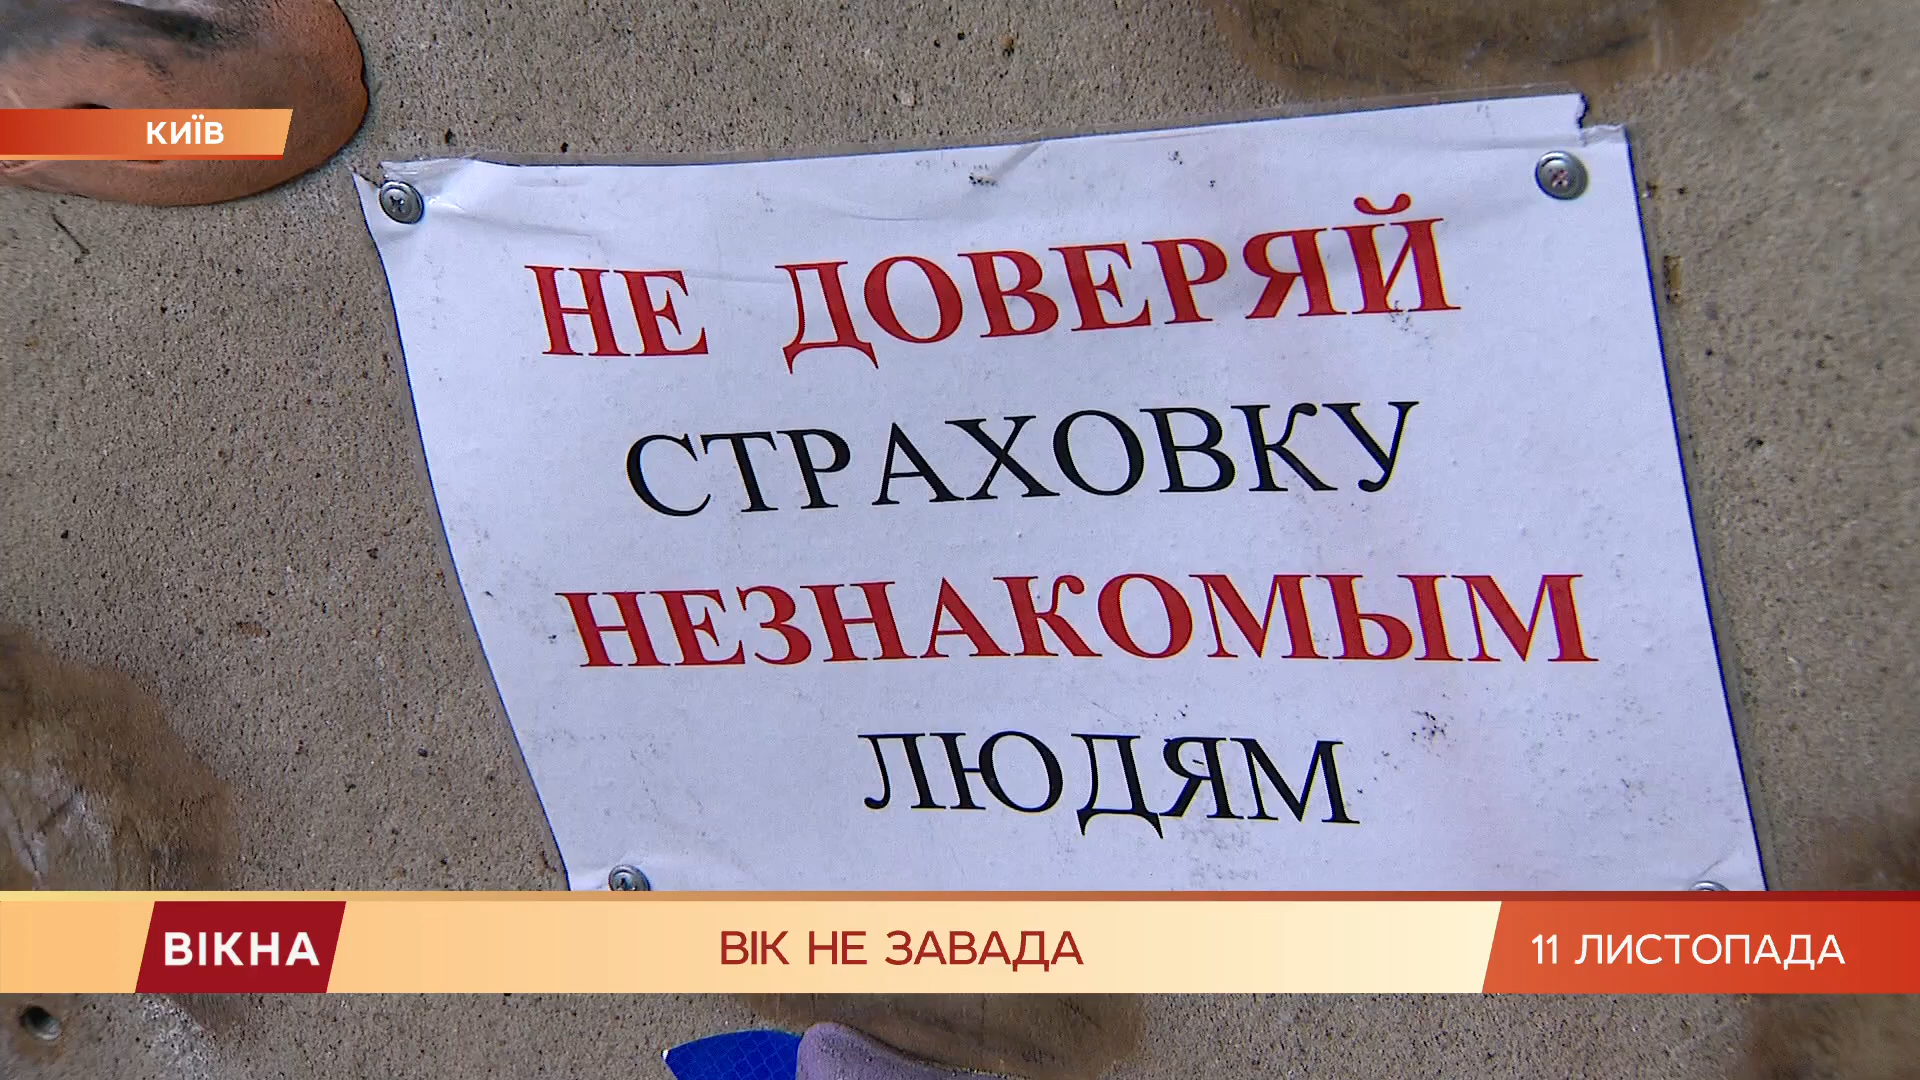 КИЇВ
НЕ ДОВЕРЯЙ
СТРАХОВКУ
НЕЗНАКОМЫМ
ЛЮДЯМ
ВІКНА
ВІК НЕ ЗАВАДА
11 ЛИСТОПАДА